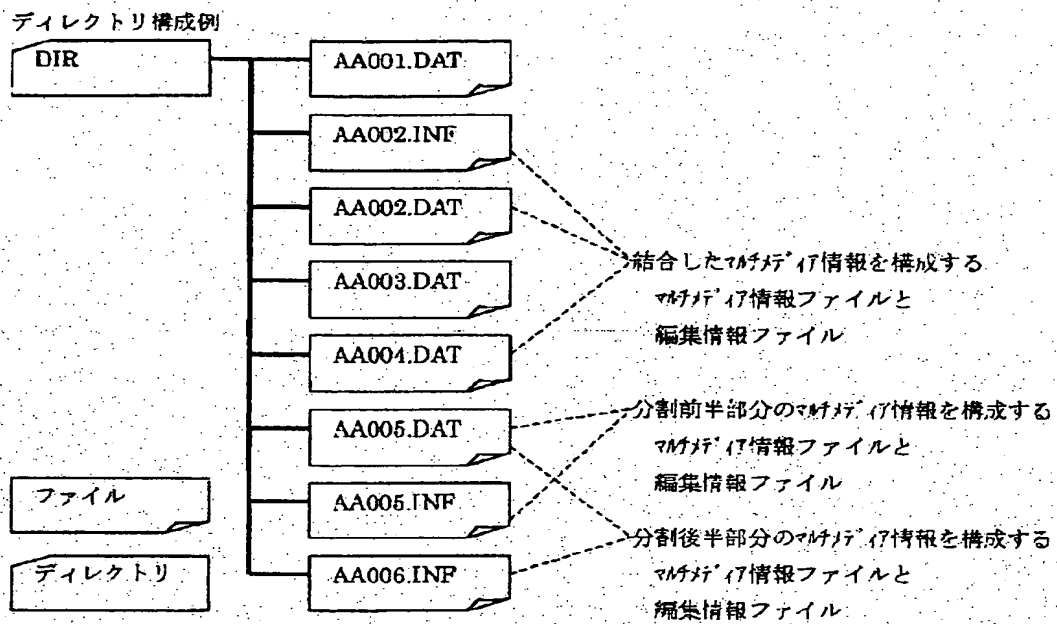 ディレクトリ構成例
DIR
AA001.DAT
AA002.INF
AA002.DAT
AA003.DAT
AA004.DAT
AA005.DAT
AA005.INF
AA006.INF
結合したﾏﾙﾁﾒﾃﾞｨｱ情報を構成する
ﾏﾙﾁﾒﾃﾞｨｱ情報ファイルと
編集情報ファイル
分割前半部分のﾏﾙﾁﾒﾃﾞｨｱ情報を構成する
ﾏﾙﾁﾒﾃﾞｨｱ情報ファイルと
編集情報ファイル
分割後半部分のﾏﾙﾁﾒﾃﾞｨｱ情報を構成する
ﾏﾙﾁﾒﾃﾞｨｱ情報ファイルと
編集情報ファイル
ファイル
ディレクトリ